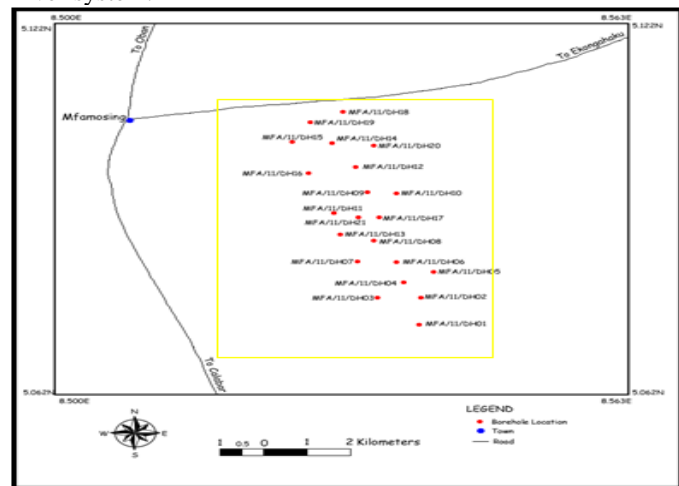 8.500E 8.563E
5.122N 5.122N
To Oban
To Ekongahaku
Mfamosing
MFA/11/DH18
MFA/11/DH19
MFA/11/DH15 MFA/11/DH14
MFA/11/DH20
MFA/11/DH12
MFA/11/DH16
MFA/11/DH09 MFA/11/DH10
MFA/11/DH11
MFA/11/DH17
MFA/11/DH21
MFA/11/DH13
MFA/11/DH08
MFA/11/DH07 MFA/11/DH06
MFA/11/DH05
MFA/11/DH04
MFA/11/DH03 MFA/11/DH02
MFA/11/DH01
To Calabar
5.062N 5.062N
8.500E 8.563E
LEGEND
Borehole Location
Town
Road
N
W E
S
1 0.5 0 1 2 Kilometers